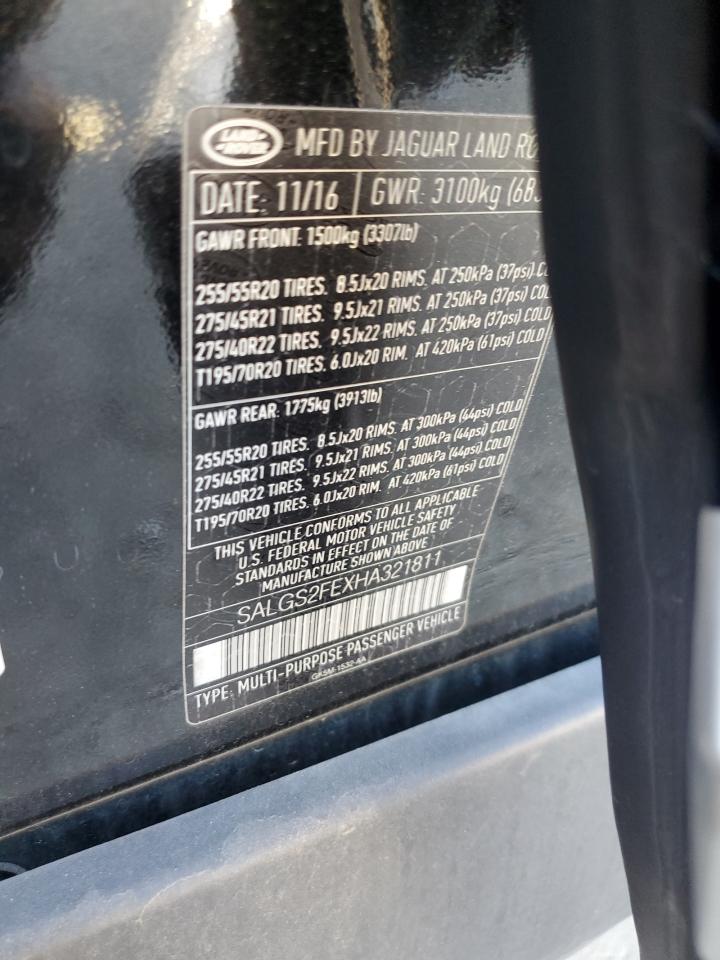 LAND-
-ROVER
MFD BY JAGUAR LAND RO
DATE: 11/16 GWR: 3100kg (683
GAWR FRONT: 1500kg (3307lb)
255/55R20 TIRES. 8.5Jx20 RIMS. AT 250kPa (37psi) CO
275/45R21 TIRES. 9.5Jx21 RIMS. AT 250kPa (37psi) COL
275/40R22 TIRES. 9.5Jx22 RIMS. AT 250kPa (37psi) COLD
T195/70R20 TIRES. 6.0Jx20 RIM. AT 420kPa (61psi) COLD
GAWR REAR: 1775kg (3913lb)
255/55R20 TIRES. 8.5Jx20 RIMS. AT 300kPa (44psi) COLD
275/45R21 TIRES. 9.5Jx21 RIMS. AT 300kPa (44psi) COLD
275/40R22 TIRES. 9.5Jx22 RIMS. AT 300kPa (44psi) COLD
T195/70R20 TIRES. 6.0Jx20 RIM. AT 420kPa (61psi) COLD
THIS VEHICLE CONFORMS TO ALL APPLICABLE
U.S. FEDERAL MOTOR VEHICLE SAFETY
STANDARDS IN EFFECT ON THE DATE OF
MANUFACTURE SHOWN ABOVE
SALGS2FEXHA321811
TYPE: MULTI-PURPOSE PASSENGER VEHICLE
GK5M-1532-AA